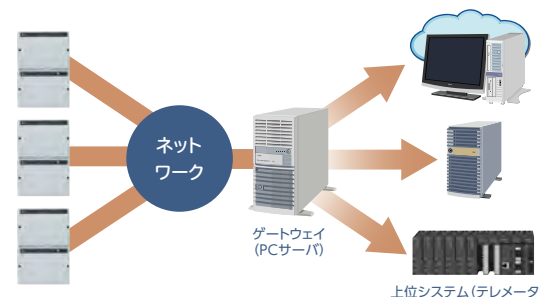 ネット
ワーク
ゲートウェイ
(PCサーバ)
上位システム(テレメータ